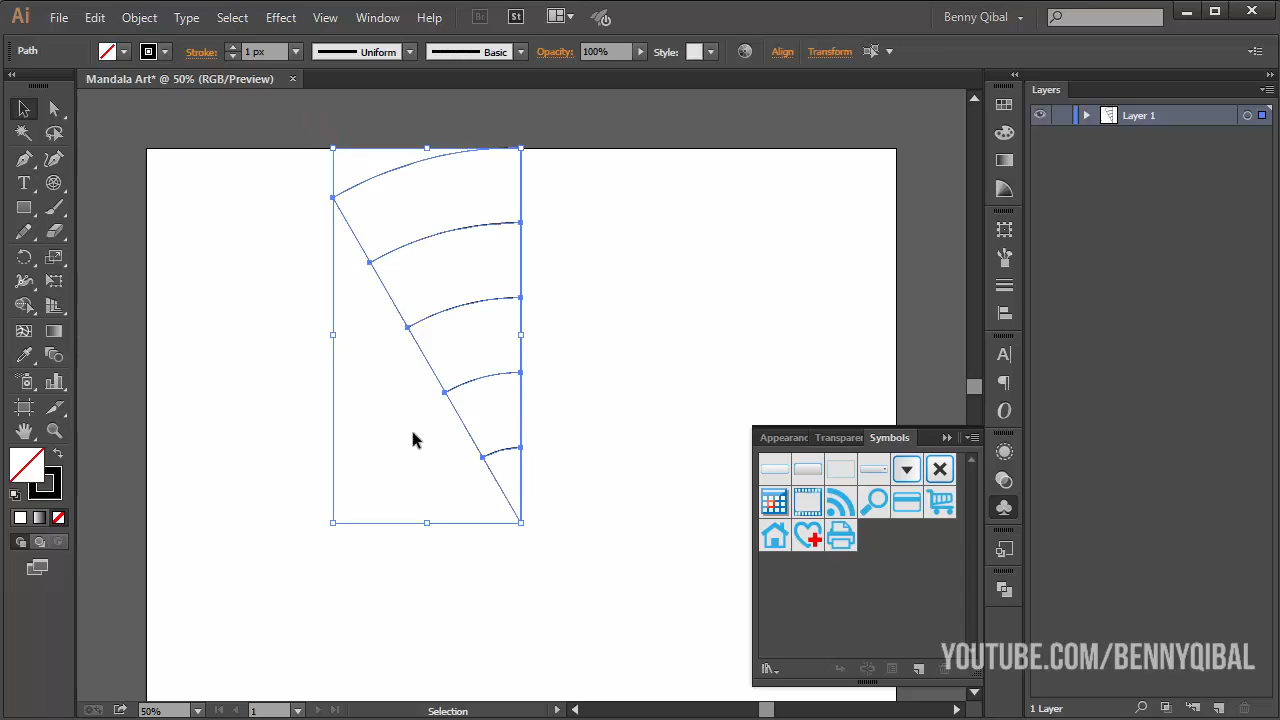 Ai File Edit Object Type Select Effect View Window Help Br St Benny Qibal
Path Stroke: 1 px Uniform Basic Opacity: 100% Style: Align Transform
Mandala Art* @ 50% (RGB/Preview)
Layers
Layer 1
Appearanc Transparer Symbols
YOUTUBE.COM/BENNYQIBAL
50% 1 Selection
1 Layer